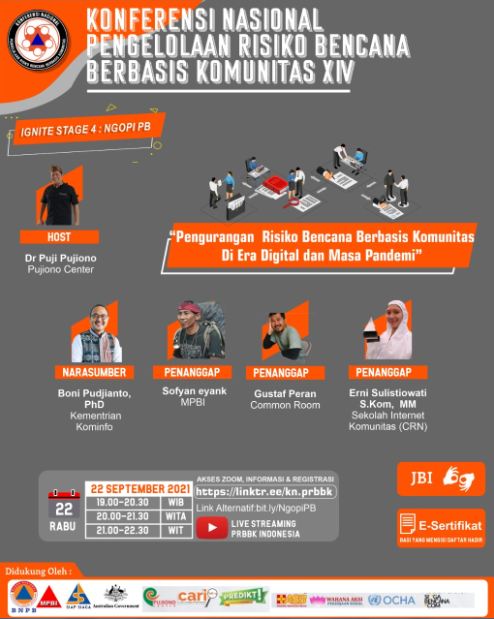 KONFERENSI NASIONAL
PENGELOLAAN RISIKO BENCANA
BERBASIS KOMUNITAS XIV
IGNITE STAGE 4 : NGOPI PB
HOST
Dr Puji Pujiono
Pujiono Center
“Pengurangan Risiko Bencana Berbasis Komunitas
Di Era Digital dan Masa Pandemi”
NARASUMBER
Boni Pudjianto,
PhD
Kementrian
Kominfo
PENANGGAP
Sofyan eyank
MPBI
PENANGGAP
Gustaf Peran
Common Room
PENANGGAP
Erni Sulistiowati
S.Kom, MM
Sekolah Internet
Komunitas (CRN)
22
RABU
22 SEPTEMBER 2021
19.00-20.30 WIB
20.00-21.30 WITA
21.00-22.30 WIT
AKSES ZOOM, INFORMASI & REGISTRASI
https://linktr.ee/kn.prbbk
Link Alternatif:bit.ly/NgopiPB
LIVE STREAMING
PRBBK INDONESIA
JBI
E-Sertifikat
BAGI YANG MENGISI DAFTAR HADIR
Didukung Oleh :
BNPB
MPBI
SIAP SIAGA
Australian Government
PUJIONO
cari
PREDIKT!
WAHANA AKSI
OCHA